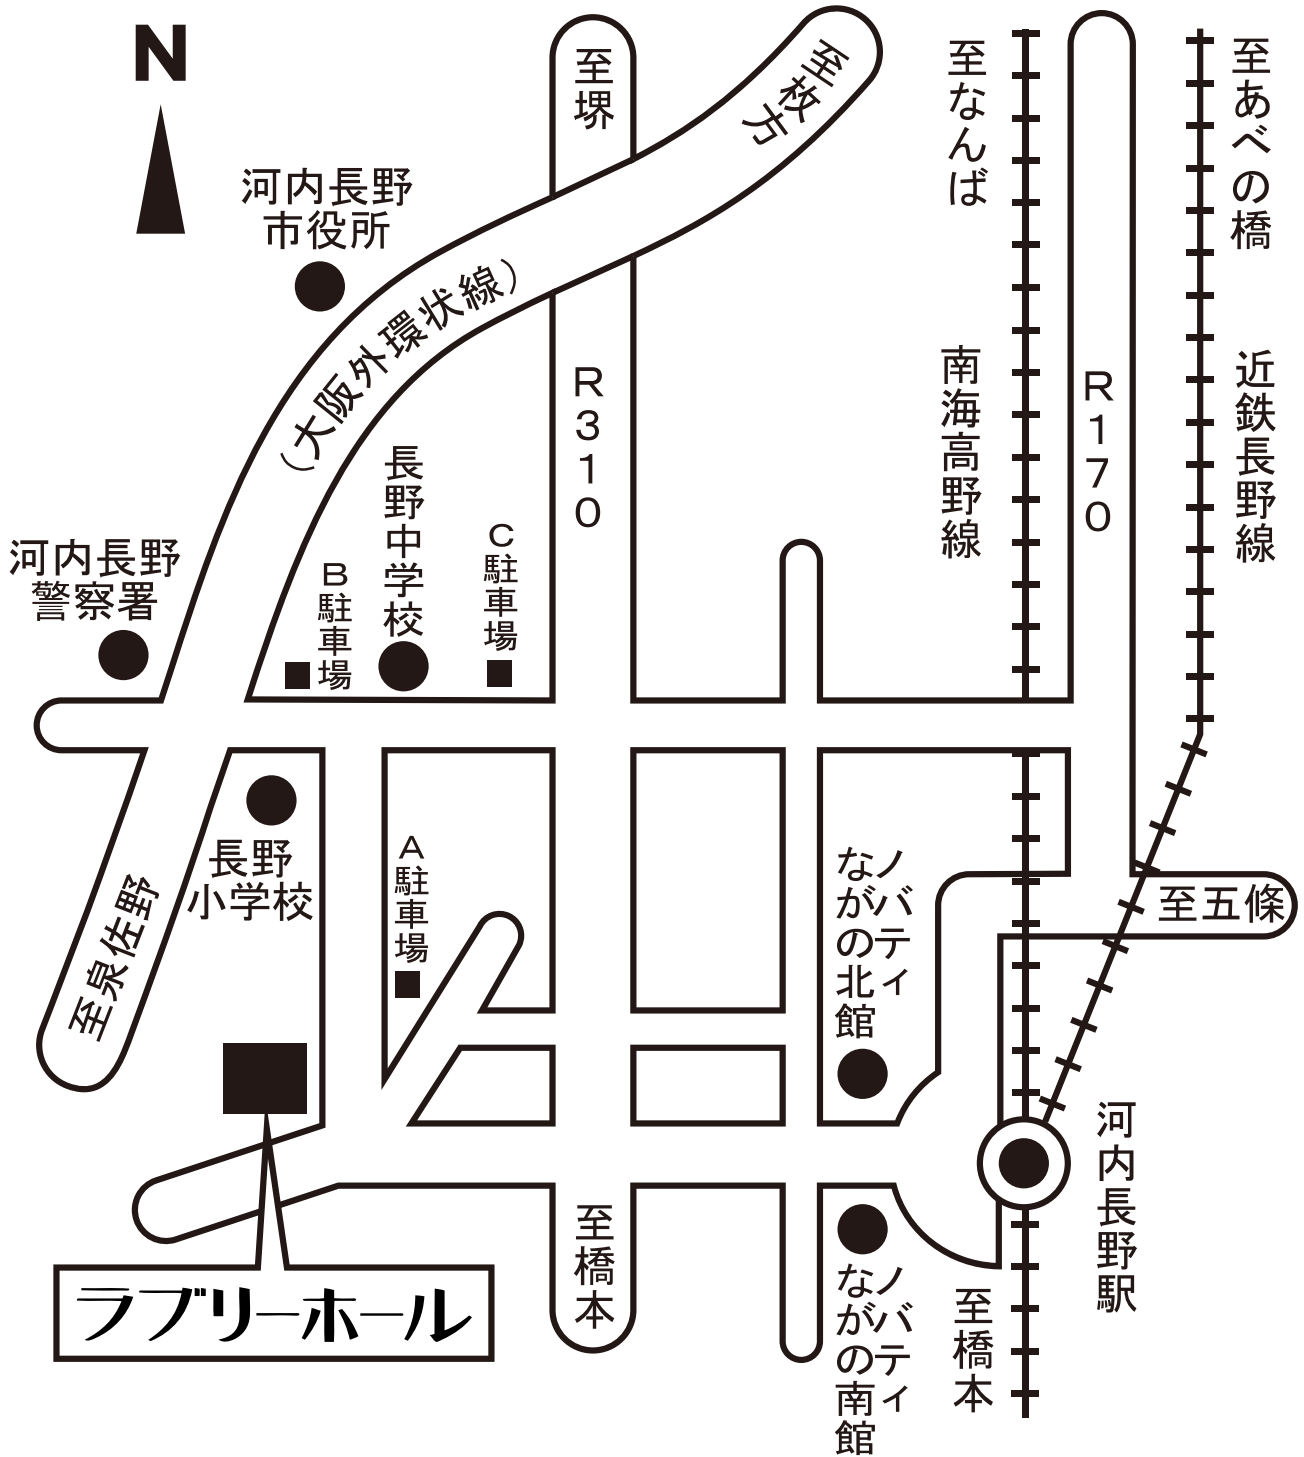 N
至堺
至枚方
至なんば
至あべの橋
河内長野
市役所
(大阪外環状線)
R310
南海高野線
R170
近鉄長野線
長野中学校
C駐車場
B駐車場
河内長野
警察署
長野
小学校
A駐車場
ノバティ
ながの北館
至五條
至泉佐野
河内長野駅
至橋本
ノバティ
ながの南館
至橋本
ラブリーホール